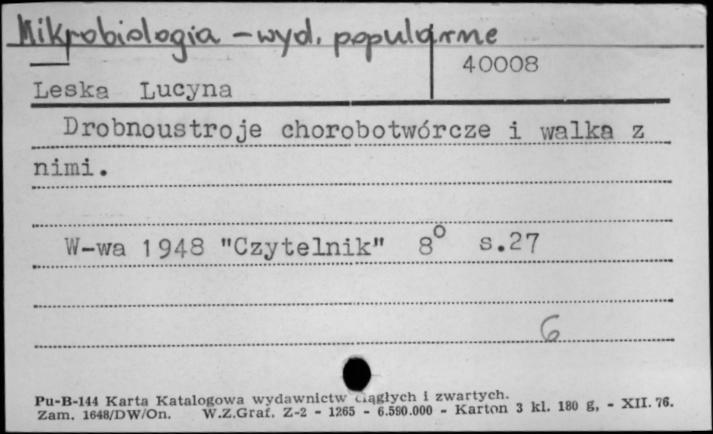 Mikrobiologia - wyd. popularne
40008
Leska Lucyna
Drobnoustroje chorobotwórcze i walka z
nimi.
W-wa 1948 "Czytelnik" 8° s.27
6
Pu-B-144 Karta Katalogowa wydawnictw ciągłych i zwartych.
Zam. 1648/DW/On. W.Z.Graf. Z-2 - 1265 - 6.590.000 - Karton 3 kl. 180 g, - XII. 76.